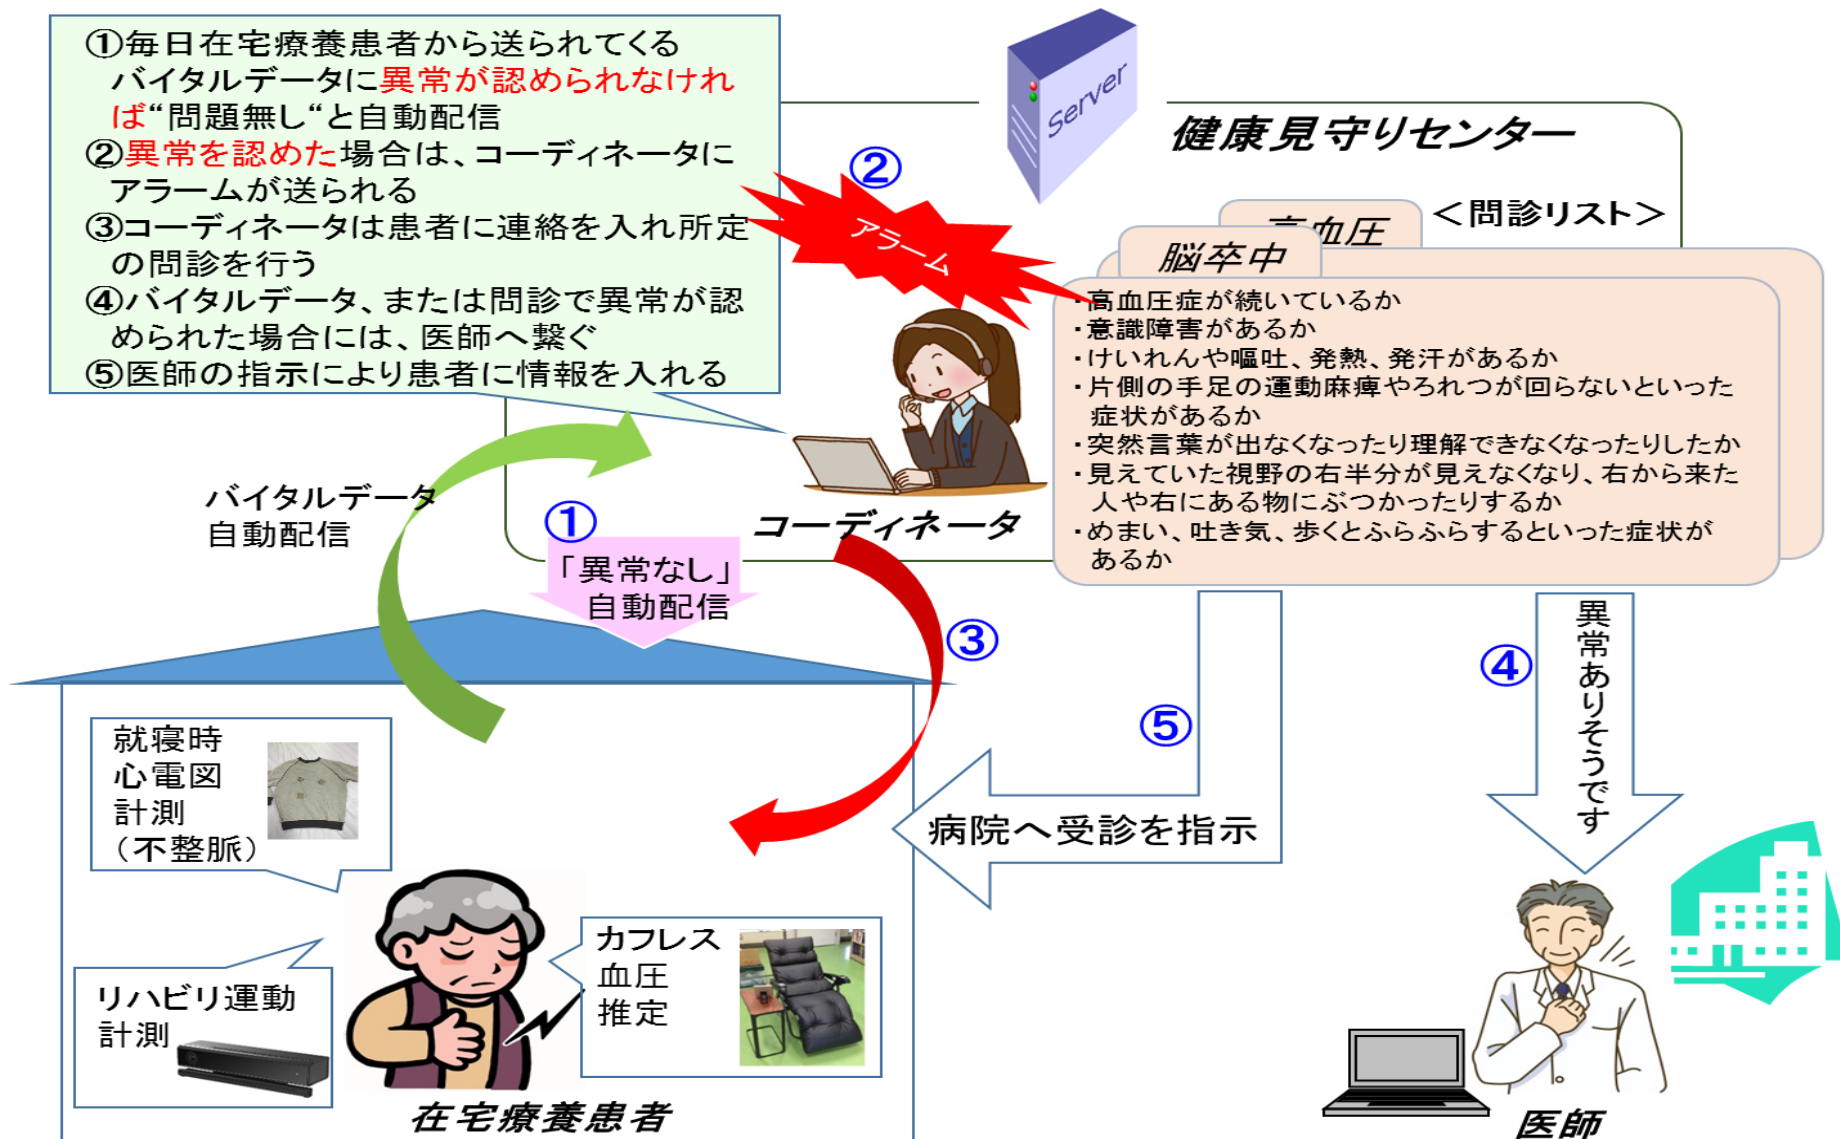 ①毎日在宅療養患者から送られてくる
バイタルデータに異常が認められなけれ
ば“問題無し“と自動配信
②異常を認めた場合は、コーディネータに
アラームが送られる
③コーディネータは患者に連絡を入れ所定
の問診を行う
④バイタルデータ、または問診で異常が認
められた場合には、医師へ繋ぐ
⑤医師の指示により患者に情報を入れる
Server
健康見守りセンター
②
アラーム
<問診リスト>
高血圧
脳卒中
・高血圧症が続いているか
・意識障害があるか
・けいれんや嘔吐、発熱、発汗があるか
・片側の手足の運動麻痺やろれつが回らないといった
症状があるか
・突然言葉が出なくなったり理解できなくなったりしたか
・見えていた視野の右半分が見えなくなり、右から来た
人や右にある物にぶつかったりするか
・めまい、吐き気、歩くとふらふらするといった症状が
あるか
コーディネータ
バイタルデータ
自動配信
①
「異常なし」
自動配信
③
④
異常ありそうです
⑤
病院へ受診を指示
就寝時
心電図
計測
(不整脈)
カフレス
血圧
推定
リハビリ運動
計測
在宅療養患者
医師